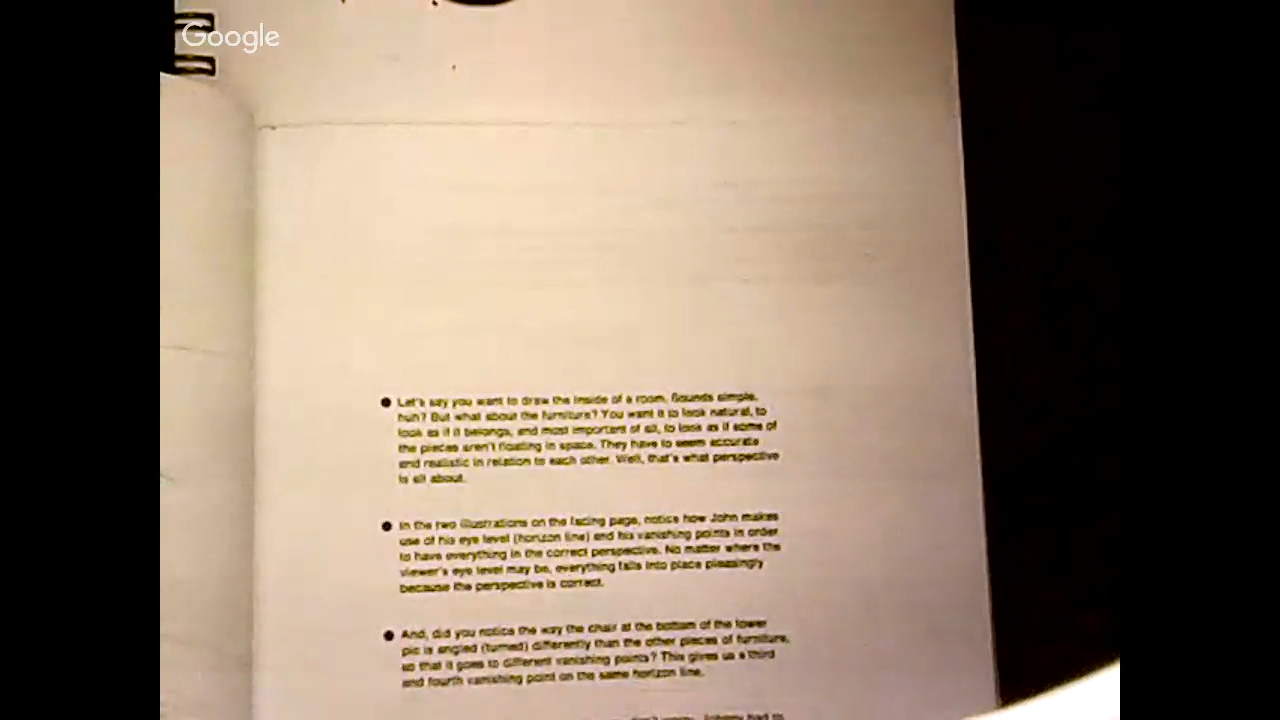 Google
Let's say you want to draw the inside of a room. Sounds simple,
huh? But what about the furniture? You want it to look natural, to
look as if it belongs, and most important of all, to look as if some of
the pieces aren't floating in space. They have to seem accurate
and realistic in relation to each other. Well, that's what perspective
is all about.
In the two illustrations on the facing page, notice how John makes
use of his eye level (horizon line) and his vanishing points in order
to have everything in the correct perspective. No matter where the
viewer's eye level may be, everything falls into place pleasingly
because the perspective is correct.
And, did you notice the way the chair at the bottom of the lower
pic is angled (turned) differently than the other pieces of furniture,
so that it goes to different vanishing points? This gives us a third
and fourth vanishing point on the same horizon line.
Johnny had to